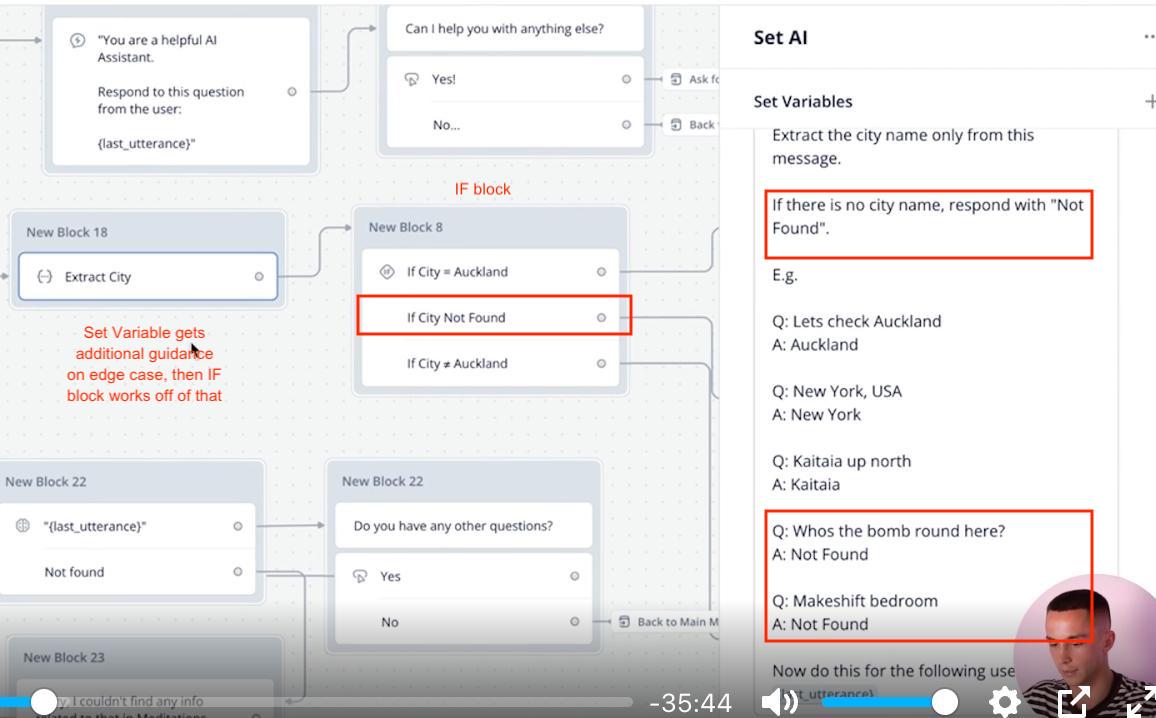 "You are a helpful AI
Assistant.
Respond to this question
from the user:
{last_utterance}"
Can I help you with anything else?
Yes!
No...
Ask fo
Back
IF block
New Block 18
Extract City
Set Variable gets
additional guidance
on edge case, then IF
block works off of that
New Block 8
If City = Auckland
If City Not Found
If City ≠ Auckland
New Block 22
"{last_utterance}"
Not found
New Block 22
Do you have any other questions?
Yes
No
Back to Main M
New Block 23
I couldn't find any info
related to that in Meditations
Set AI
Set Variables
Extract the city name only from this
message.
If there is no city name, respond with "Not
Found".
E.g.
Q: Lets check Auckland
A: Auckland
Q: New York, USA
A: New York
Q: Kaitaia up north
A: Kaitaia
Q: Whos the bomb round here?
A: Not Found
Q: Makeshift bedroom
A: Not Found
Now do this for the following use
st_utterance}
-35:44